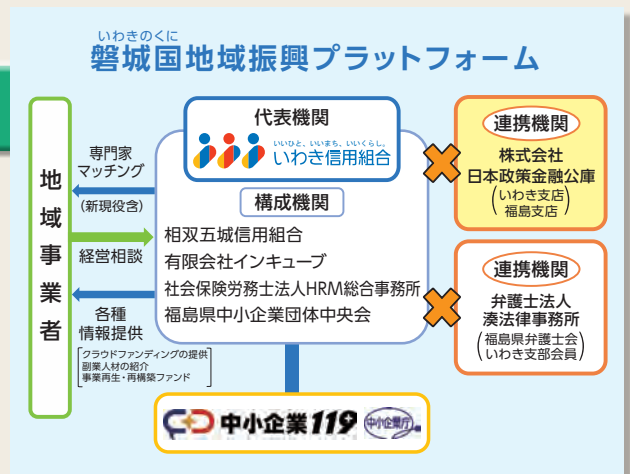 いわきのくに
磐城国地域振興プラットフォーム
地域事業者
専門家
マッチング
(新現役含)
経営相談
各種
情報提供
クラウドファンディングの提供
副業人材の紹介
事業再生・再構築ファンド
代表機関
いいひと、いいまち、いいくらし。
いわき信用組合
構成機関
相双五城信用組合
有限会社インキューブ
社会保険労務士法人HRM総合事務所
福島県中小企業団体中央会
連携機関
株式会社
日本政策金融公庫
(いわき支店
福島支店)
連携機関
弁護士法人
湊法律事務所
(福島県弁護士会
いわき支部会員)
中小企業119
中小企業庁